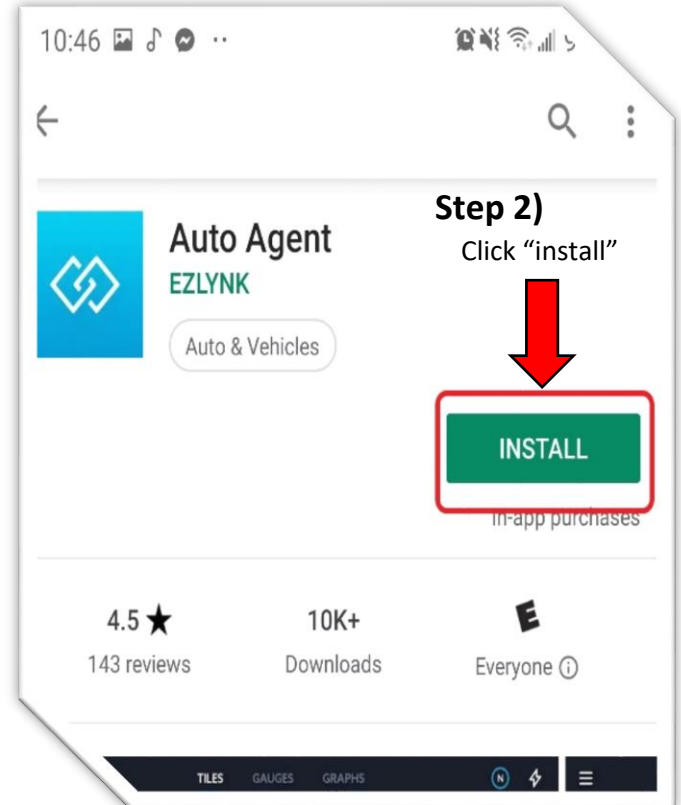 10:46
Step 2)
Click “install”
Auto Agent
EZLYNK
Auto & Vehicles
INSTALL
In-app purchases
4.5★ 10K+ E
143 reviews Downloads Everyone
TILES GAUGES GRAPHS N